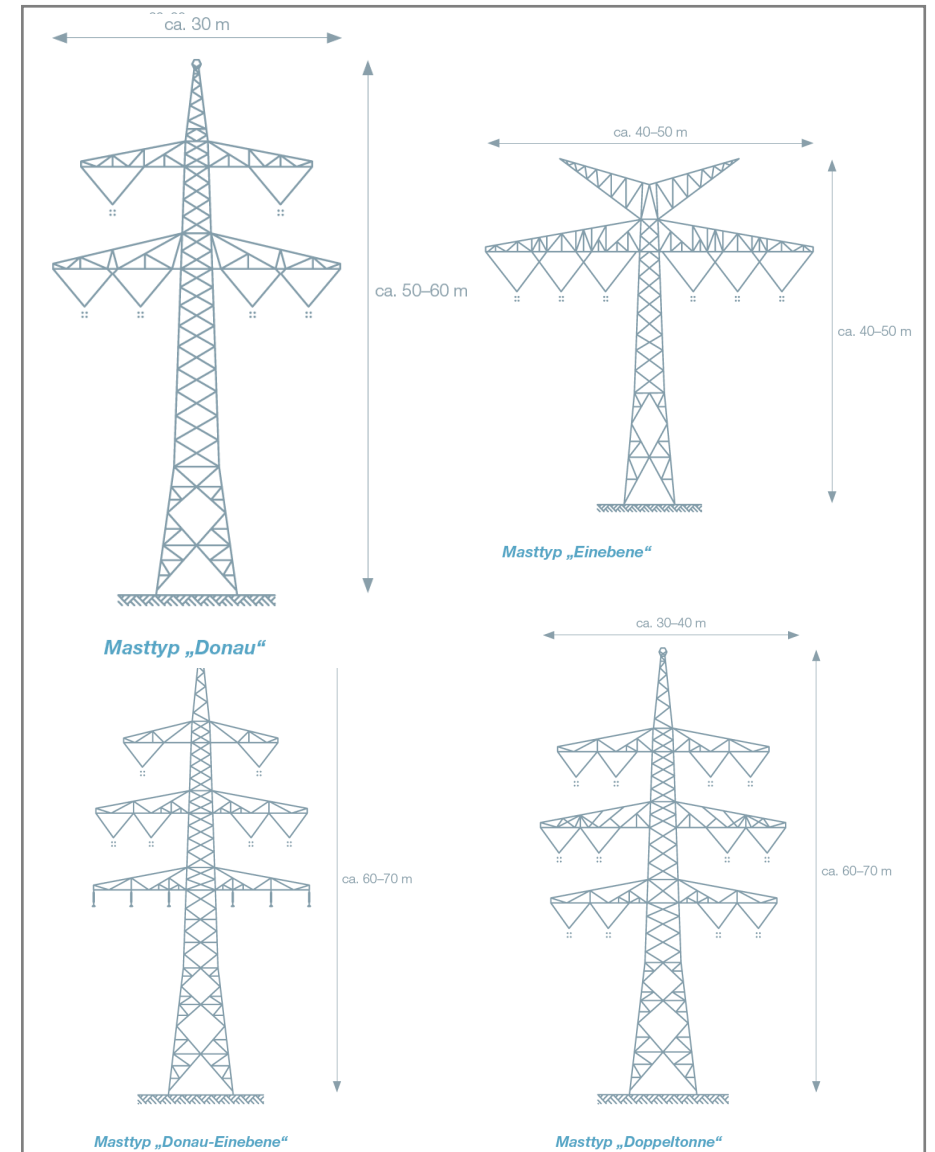 ca. 30 m
ca. 50–60 m
Masttyp „Donau“
ca. 40–50 m
ca. 40–50 m
Masttyp „Einebene“
ca. 60–70 m
Masttyp „Donau-Einebene“
ca. 30–40 m
ca. 60–70 m
Masttyp „Doppeltonne“